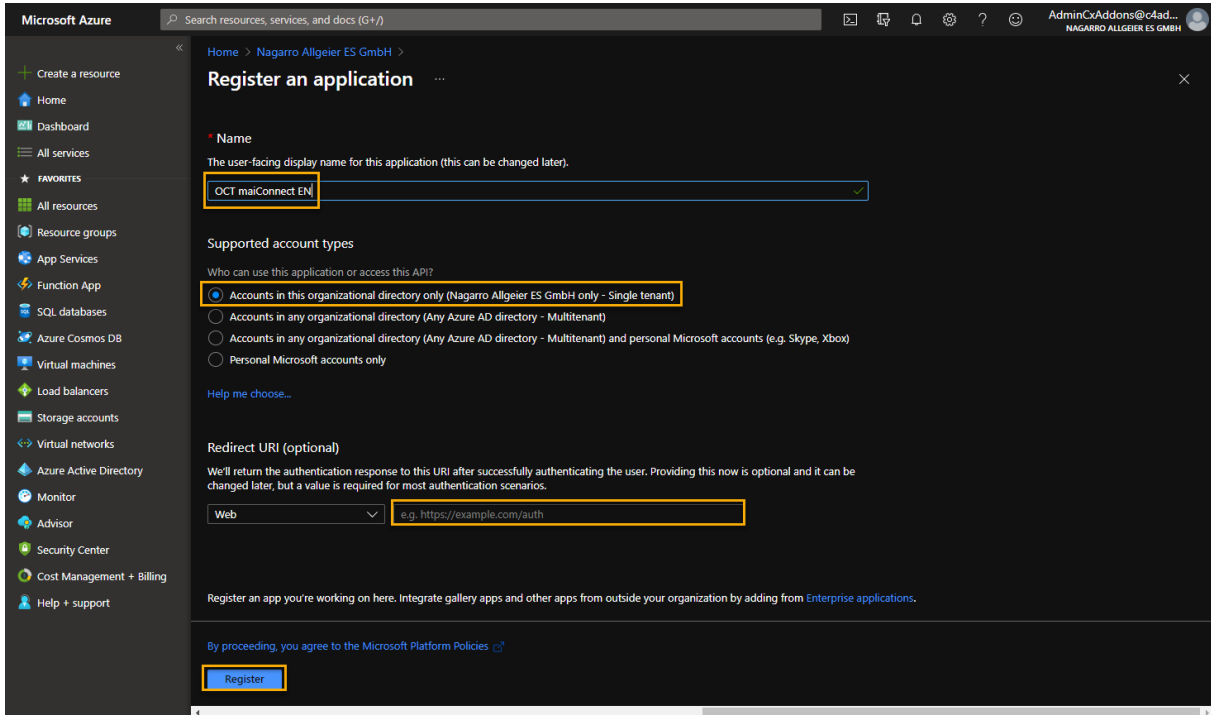 Microsoft Azure
Search resources, services, and docs (G+/)
AdminCxAddons@c4ad...
NAGARRO ALLGEIER ES GMBH
Create a resource
Home
Dashboard
All services
FAVORITES
All resources
Resource groups
App Services
Function App
SQL databases
Azure Cosmos DB
Virtual machines
Load balancers
Storage accounts
Virtual networks
Azure Active Directory
Monitor
Advisor
Security Center
Cost Management + Billing
Help + support
Home > Nagarro Allgeier ES GmbH >
Register an application ...
* Name
The user-facing display name for this application (this can be changed later).
OCT maiConnect EN
Supported account types
Who can use this application or access this API?
Accounts in this organizational directory only (Nagarro Allgeier ES GmbH only - Single tenant)
Accounts in any organizational directory (Any Azure AD directory - Multitenant)
Accounts in any organizational directory (Any Azure AD directory - Multitenant) and personal Microsoft accounts (e.g. Skype, Xbox)
Personal Microsoft accounts only
Help me choose...
Redirect URI (optional)
We'll return the authentication response to this URI after successfully authenticating the user. Providing this now is optional and it can be
changed later, but a value is required for most authentication scenarios.
Web
e.g. https://example.com/auth
Register an app you're working on here. Integrate gallery apps and other apps from outside your organization by adding from Enterprise applications.
By proceeding, you agree to the Microsoft Platform Policies
Register